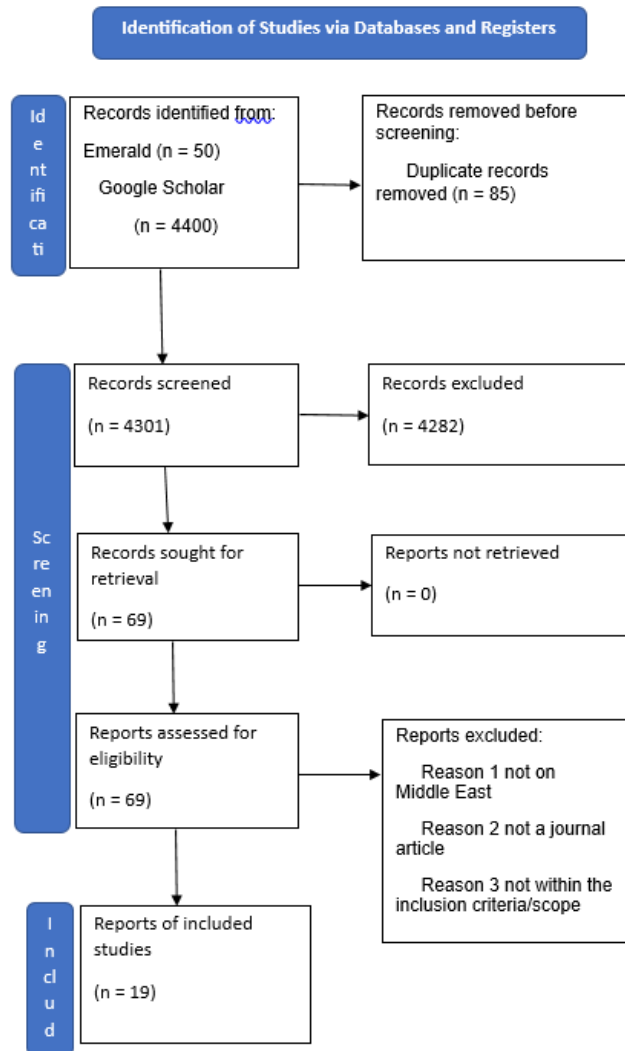 Identification of Studies via Databases and Registers
Id
e
nt
ifi
ca
ti
Records identified from:
Emerald (n = 50)
Google Scholar
(n = 4400)
Records removed before
screening:
Duplicate records
removed (n = 85)
Sc
re
en
in
g
Records screened
(n = 4301)
Records excluded
(n = 4282)
Records sought for
retrieval
(n = 69)
Reports not retrieved
(n = 0)
Reports assessed for
eligibility
(n = 69)
Reports excluded:
Reason 1 not on
Middle East
Reason 2 not a journal
article
Reason 3 not within the
inclusion criteria/scope
I
n
cl
u
d
Reports of included
studies
(n = 19)